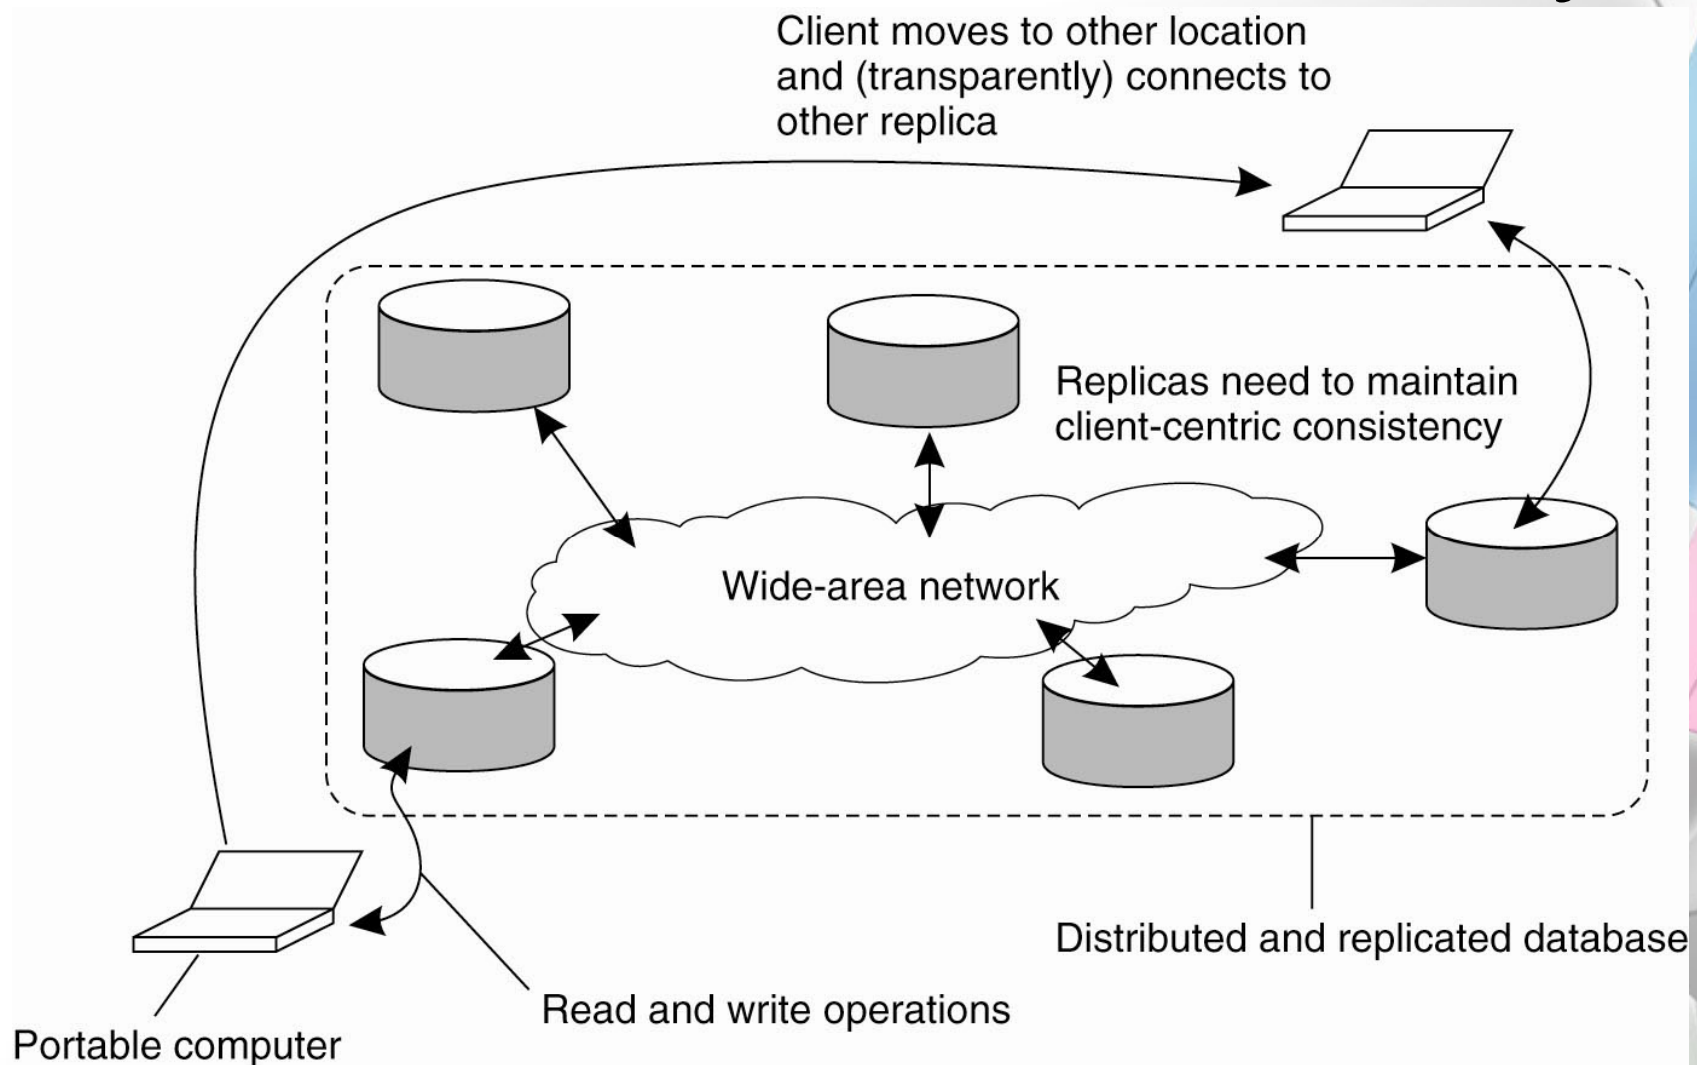 Client moves to other location
and (transparently) connects to
other replica
Replicas need to maintain
client-centric consistency
Wide-area network
Distributed and replicated database
Read and write operations
Portable computer